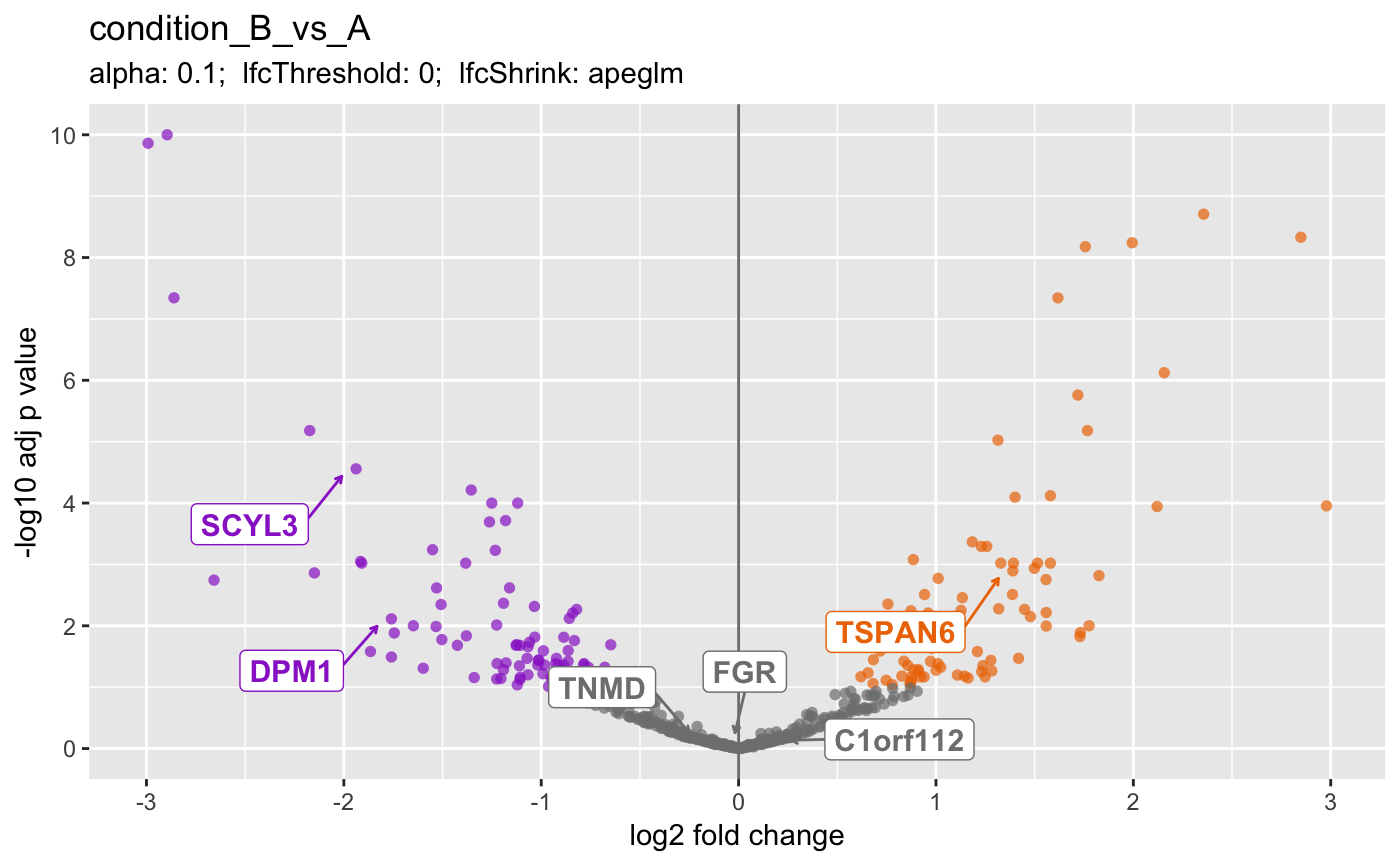 condition_B_vs_A
alpha: 0.1;  lfcThreshold: 0;  lfcShrink: apeglm
-log10 adj p value
10
8
6
4
2
0
SCYL3
DPM1
TNMD
FGR
TSPAN6
C1orf112
-3
-2
-1
0
1
2
3
log2 fold change